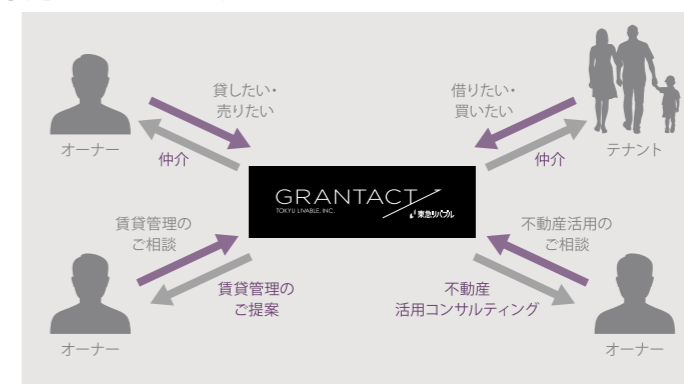 貸したい・
売りたい
借りたい・
買いたい
オーナー
仲介
仲介
テナント
GRANTACT
TOKYU LIVABLE, INC.
東急リバブル
賃貸管理の
ご相談
不動産活用の
ご相談
賃貸管理の
ご提案
不動産
活用コンサルティング
オーナー
オーナー